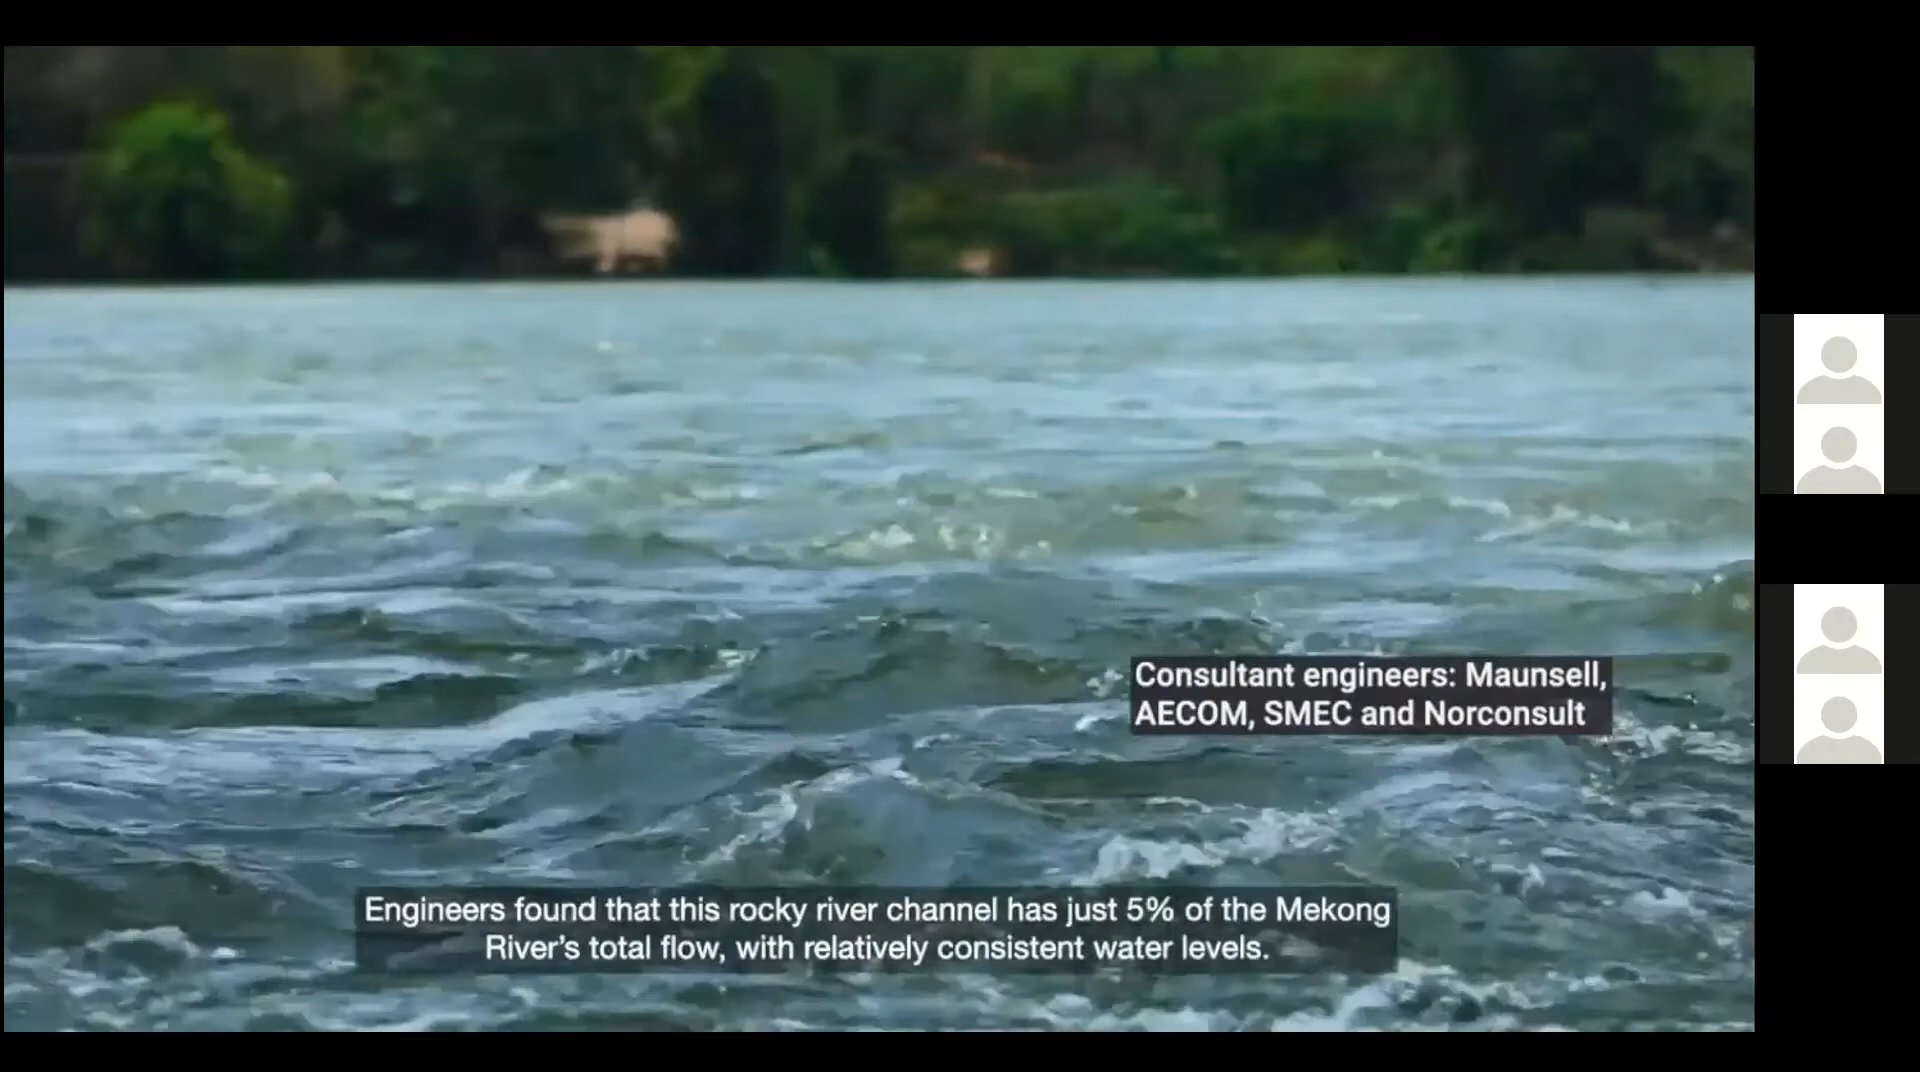 Consultant engineers: Maunsell,
AECOM, SMEC and Norconsult
Engineers found that this rocky river channel has just 5% of the Mekong
River’s total flow, with relatively consistent water levels.